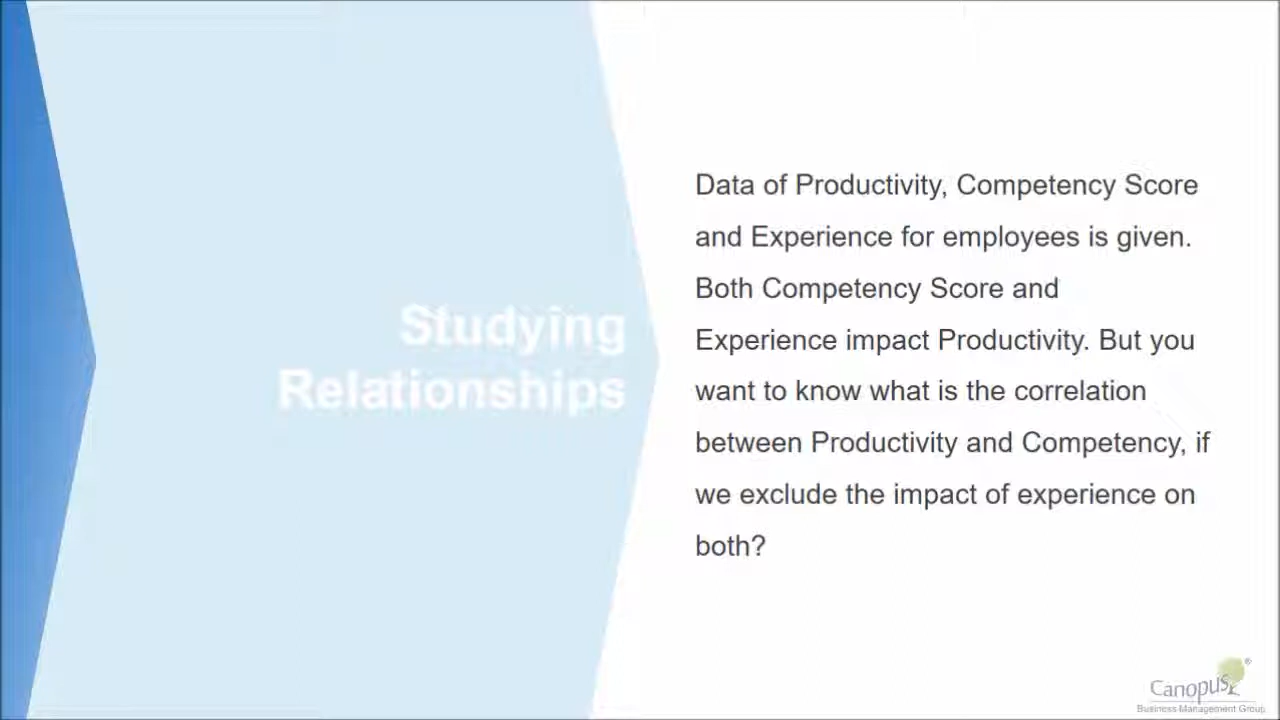 Studying
Relationships
Data of Productivity, Competency Score
and Experience for employees is given.
Both Competency Score and
Experience impact Productivity. But you
want to know what is the correlation
between Productivity and Competency, if
we exclude the impact of experience on
both?
Canopus®
Business Management Group